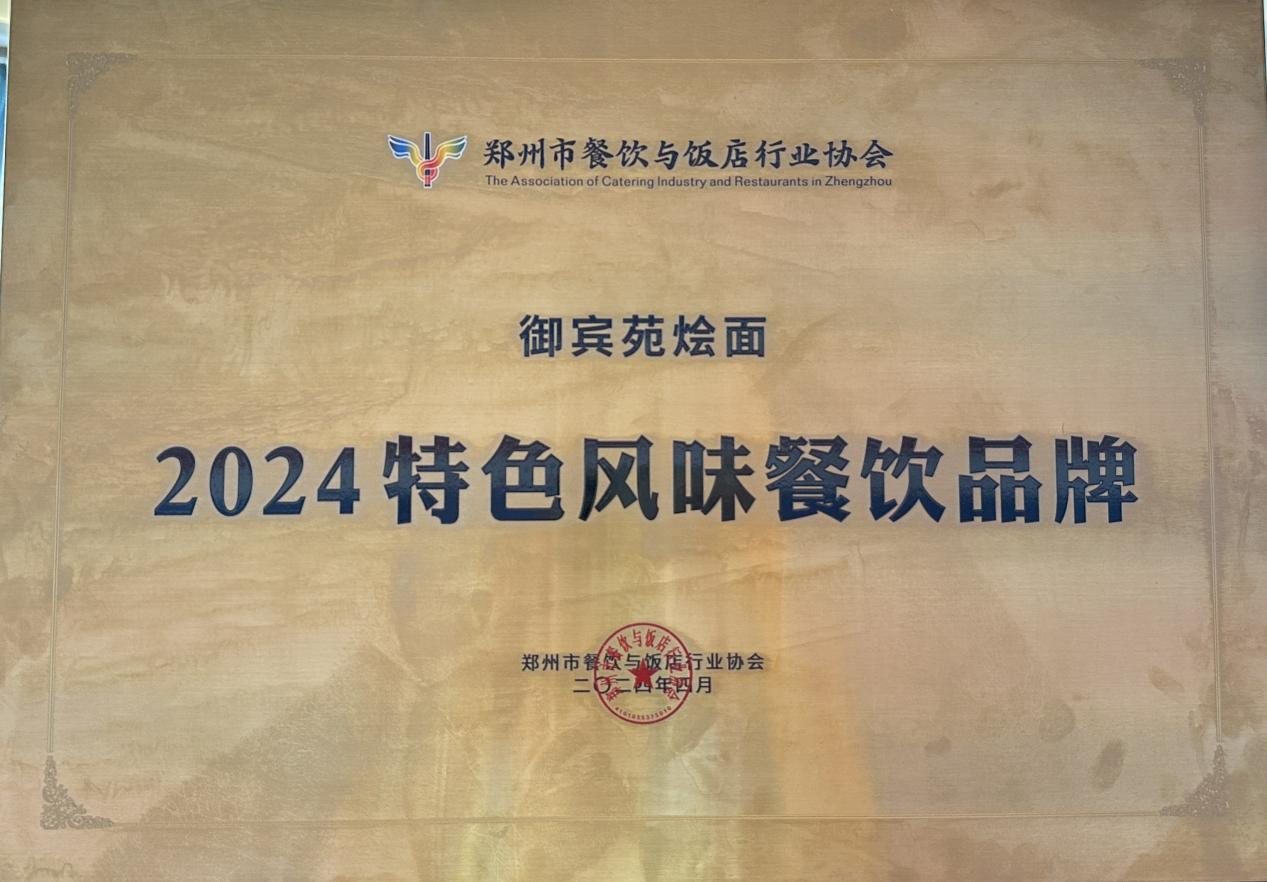 郑州市餐饮与饭店行业协会
The Association of Catering Industry and Restaurants in Zhengzhou
御宾苑烩面
2024特色风味餐饮品牌
郑州市餐饮与饭店行业协会
二〇二四年四月